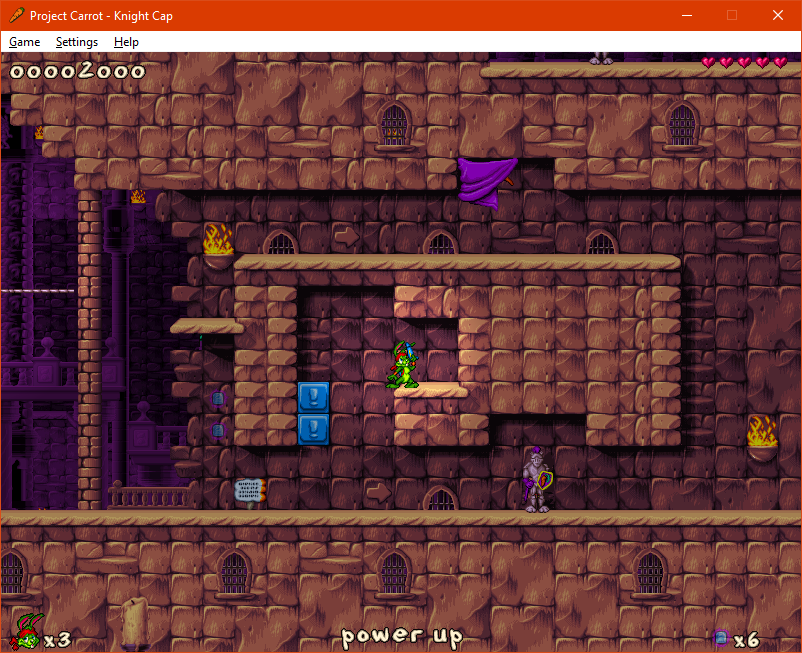 Project Carrot - Knight Cap
Game Settings Help
00002000
x3
power up
x6